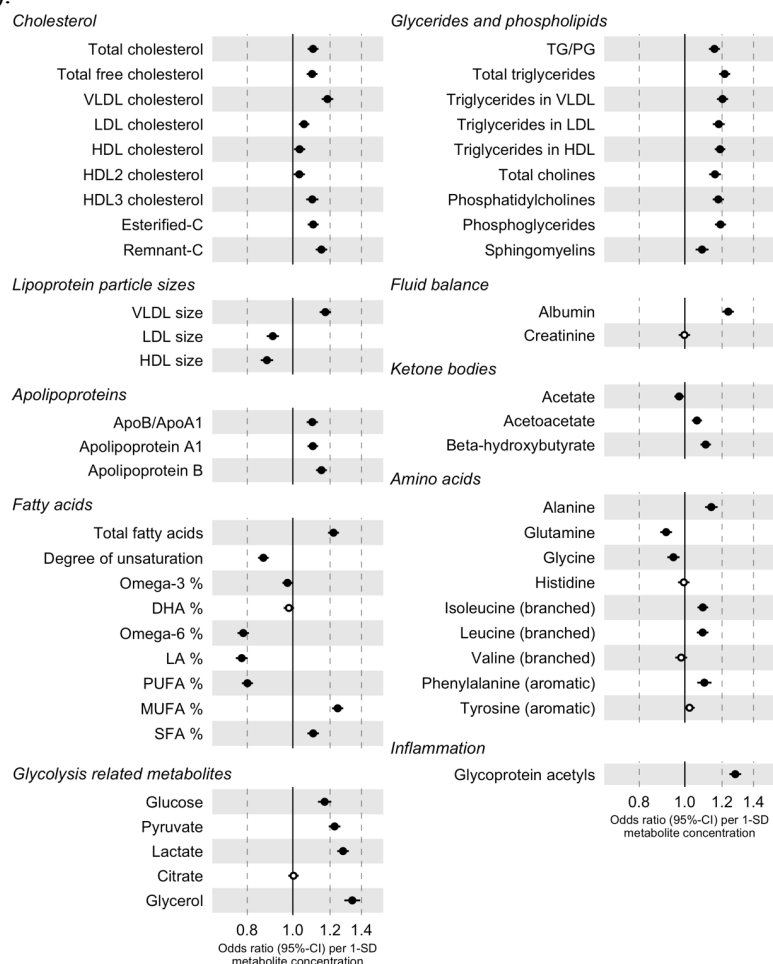 Cholesterol
Total cholesterol
Total free cholesterol
VLDL cholesterol
LDL cholesterol
HDL cholesterol
HDL2 cholesterol
HDL3 cholesterol
Esterified-C
Remnant-C
Lipoprotein particle sizes
VLDL size
LDL size
HDL size
Apolipoproteins
ApoB/ApoA1
Apolipoprotein A1
Apolipoprotein B
Fatty acids
Total fatty acids
Degree of unsaturation
Omega-3 %
DHA %
Omega-6 %
LA %
PUFA %
MUFA %
SFA %
Glycolysis related metabolites
Glucose
Pyruvate
Lactate
Citrate
Glycerol
0.8 1.0 1.2 1.4
Odds ratio (95%-CI) per 1-SD
metabolite concentration
Glycerides and phospholipids
TG/PG
Total triglycerides
Triglycerides in VLDL
Triglycerides in LDL
Triglycerides in HDL
Total cholines
Phosphatidylcholines
Phosphoglycerides
Sphingomyelins
Fluid balance
Albumin
Creatinine
Ketone bodies
Acetate
Acetoacetate
Beta-hydroxybutyrate
Amino acids
Alanine
Glutamine
Glycine
Histidine
Isoleucine (branched)
Leucine (branched)
Valine (branched)
Phenylalanine (aromatic)
Tyrosine (aromatic)
Inflammation
Glycoprotein acetyls
0.8 1.0 1.2 1.4
Odds ratio (95%-CI) per 1-SD
metabolite concentration